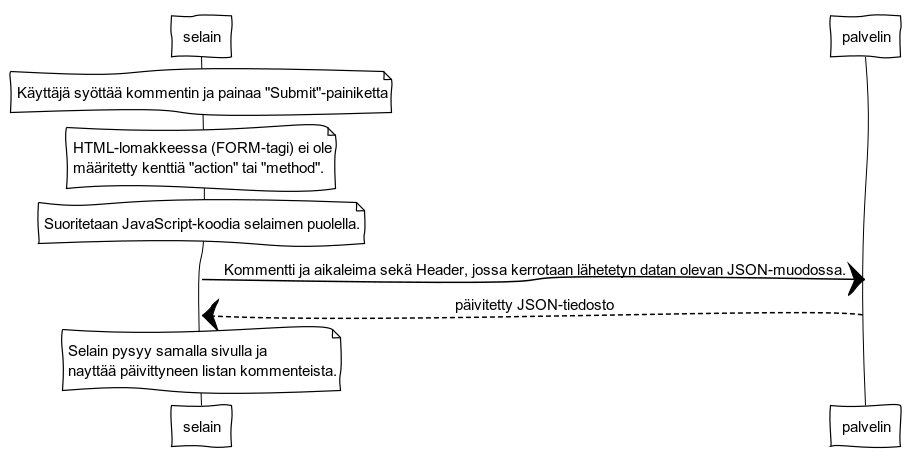 selain
palvelin
Käyttäjä syöttää kommentin ja painaa "Submit"-painiketta
HTML-lomakkeessa (FORM-tagi) ei ole
määritetty kenttiä "action" tai "method".
Suoritetaan JavaScript-koodia selaimen puolella.
Kommentti ja aikaleima sekä Header, jossa kerrotaan lähetetyn datan olevan JSON-muodossa.
päivitetty JSON-tiedosto
Selain pysyy samalla sivulla ja
nayttää päivittyneen listan kommenteista.
selain
palvelin